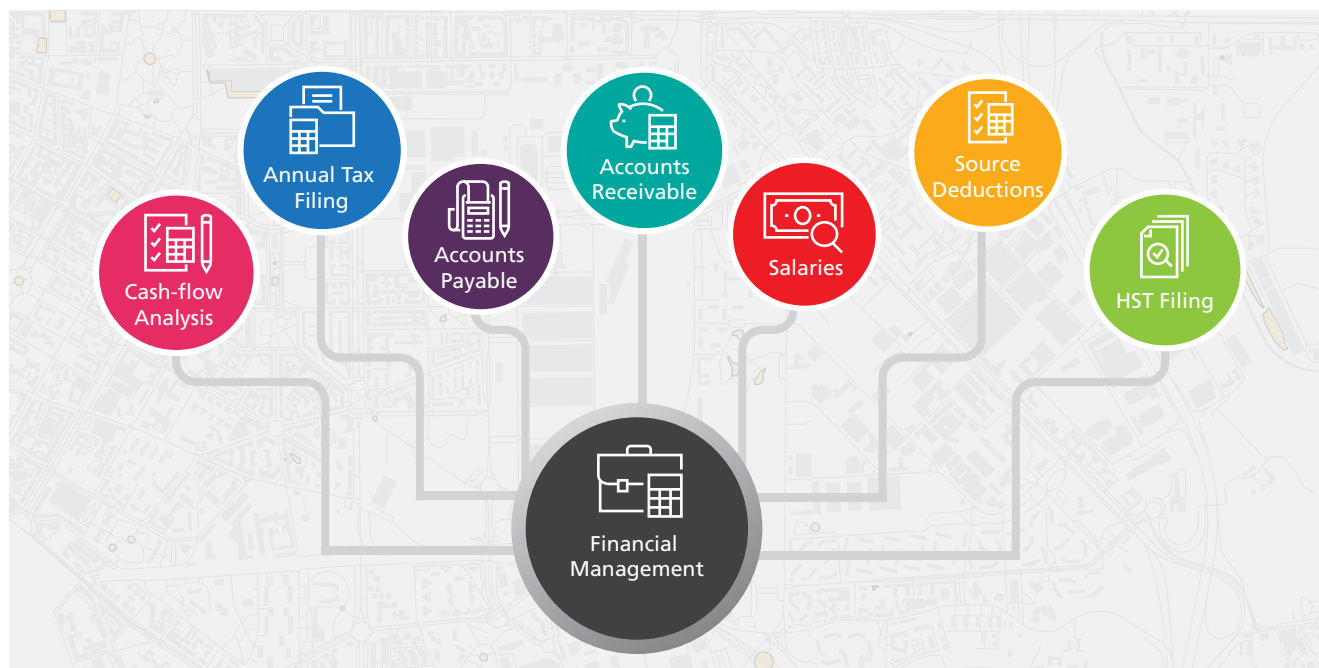 Cash-flow
Analysis
Annual Tax
Filing
Accounts
Payable
Accounts
Receivable
Salaries
Source
Deductions
HST Filing
Financial
Management